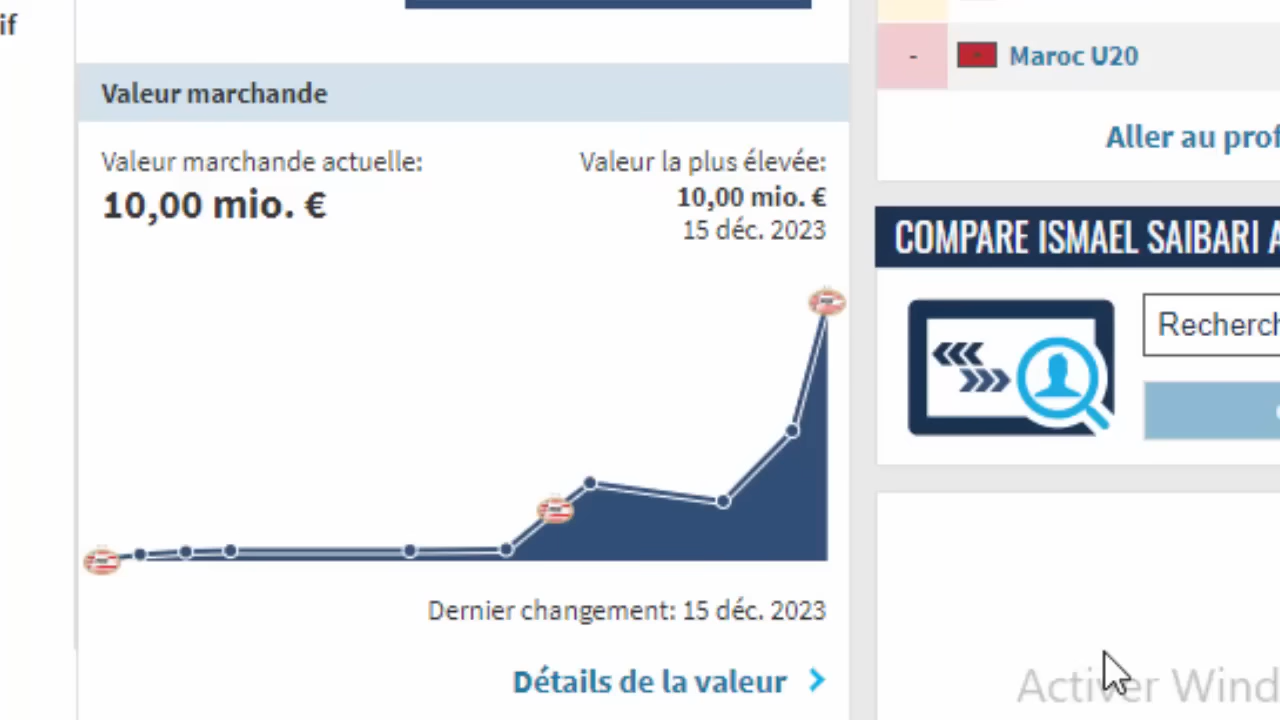 if
Valeur marchande
Valeur marchande actuelle:
10,00 mio. €
Valeur la plus élevée:
10,00 mio. €
15 déc. 2023
Dernier changement: 15 déc. 2023
Détails de la valeur
-
Maroc U20
Aller au prof
COMPARE ISMAEL SAIBARI A
Recherch
Activer Wind